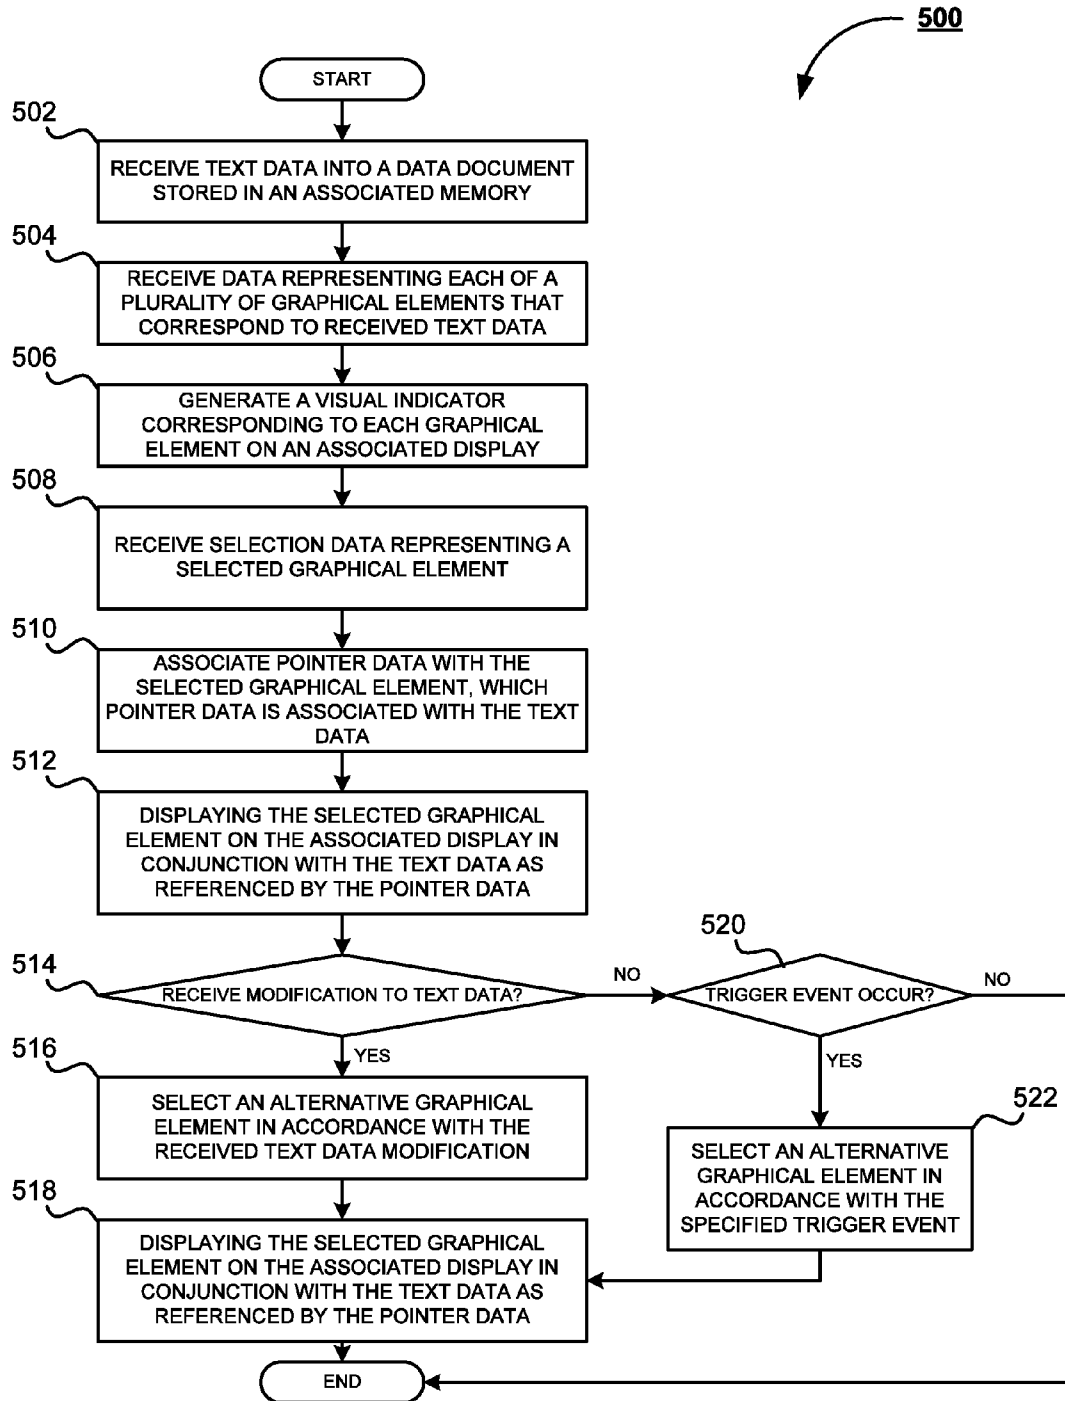 500
START
502
RECEIVE TEXT DATA INTO A DATA DOCUMENT
STORED IN AN ASSOCIATED MEMORY
504
RECEIVE DATA REPRESENTING EACH OF A
PLURALITY OF GRAPHICAL ELEMENTS THAT
CORRESPOND TO RECEIVED TEXT DATA
506
GENERATE A VISUAL INDICATOR
CORRESPONDING TO EACH GRAPHICAL
ELEMENT ON AN ASSOCIATED DISPLAY
508
RECEIVE SELECTION DATA REPRESENTING A
SELECTED GRAPHICAL ELEMENT
510
ASSOCIATE POINTER DATA WITH THE
SELECTED GRAPHICAL ELEMENT, WHICH
POINTER DATA IS ASSOCIATED WITH THE TEXT
DATA
512
DISPLAYING THE SELECTED GRAPHICAL
ELEMENT ON THE ASSOCIATED DISPLAY IN
CONJUNCTION WITH THE TEXT DATA AS
REFERENCED BY THE POINTER DATA
514
RECEIVE MODIFICATION TO TEXT DATA?
NO
520
TRIGGER EVENT OCCUR?
NO
YES
YES
516
SELECT AN ALTERNATIVE GRAPHICAL
ELEMENT IN ACCORDANCE WITH THE
RECEIVED TEXT DATA MODIFICATION
522
SELECT AN ALTERNATIVE
GRAPHICAL ELEMENT IN
ACCORDANCE WITH THE
SPECIFIED TRIGGER EVENT
518
DISPLAYING THE SELECTED GRAPHICAL
ELEMENT ON THE ASSOCIATED DISPLAY IN
CONJUNCTION WITH THE TEXT DATA AS
REFERENCED BY THE POINTER DATA
END